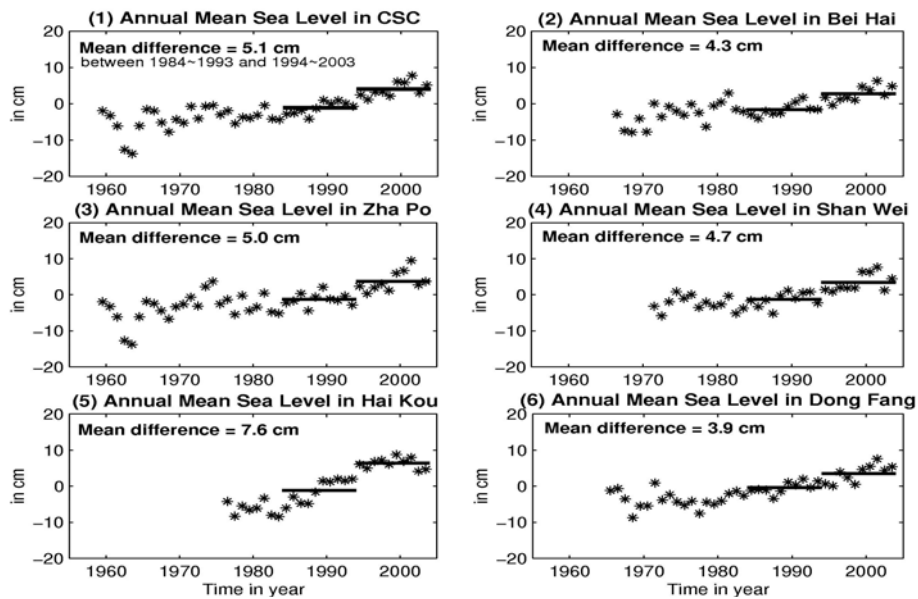 (1) Annual Mean Sea Level in CSC
20
Mean difference = 5.1 cm
between 1984~1993 and 1994~2003
10
in cm
0
−10
−20
1960 1970 1980 1990 2000
(2) Annual Mean Sea Level in Bei Hai
20
Mean difference = 4.3 cm
10
in cm
0
−10
−20
1960 1970 1980 1990 2000
(3) Annual Mean Sea Level in Zha Po
20
Mean difference = 5.0 cm
10
in cm
0
−10
−20
1960 1970 1980 1990 2000
(4) Annual Mean Sea Level in Shan Wei
20
Mean difference = 4.7 cm
10
in cm
0
−10
−20
1960 1970 1980 1990 2000
(5) Annual Mean Sea Level in Hai Kou
20
Mean difference = 7.6 cm
10
in cm
0
−10
−20
1960 1970 1980 1990 2000
Time in year
(6) Annual Mean Sea Level in Dong Fang
20
Mean difference = 3.9 cm
10
in cm
0
−10
−20
1960 1970 1980 1990 2000
Time in year